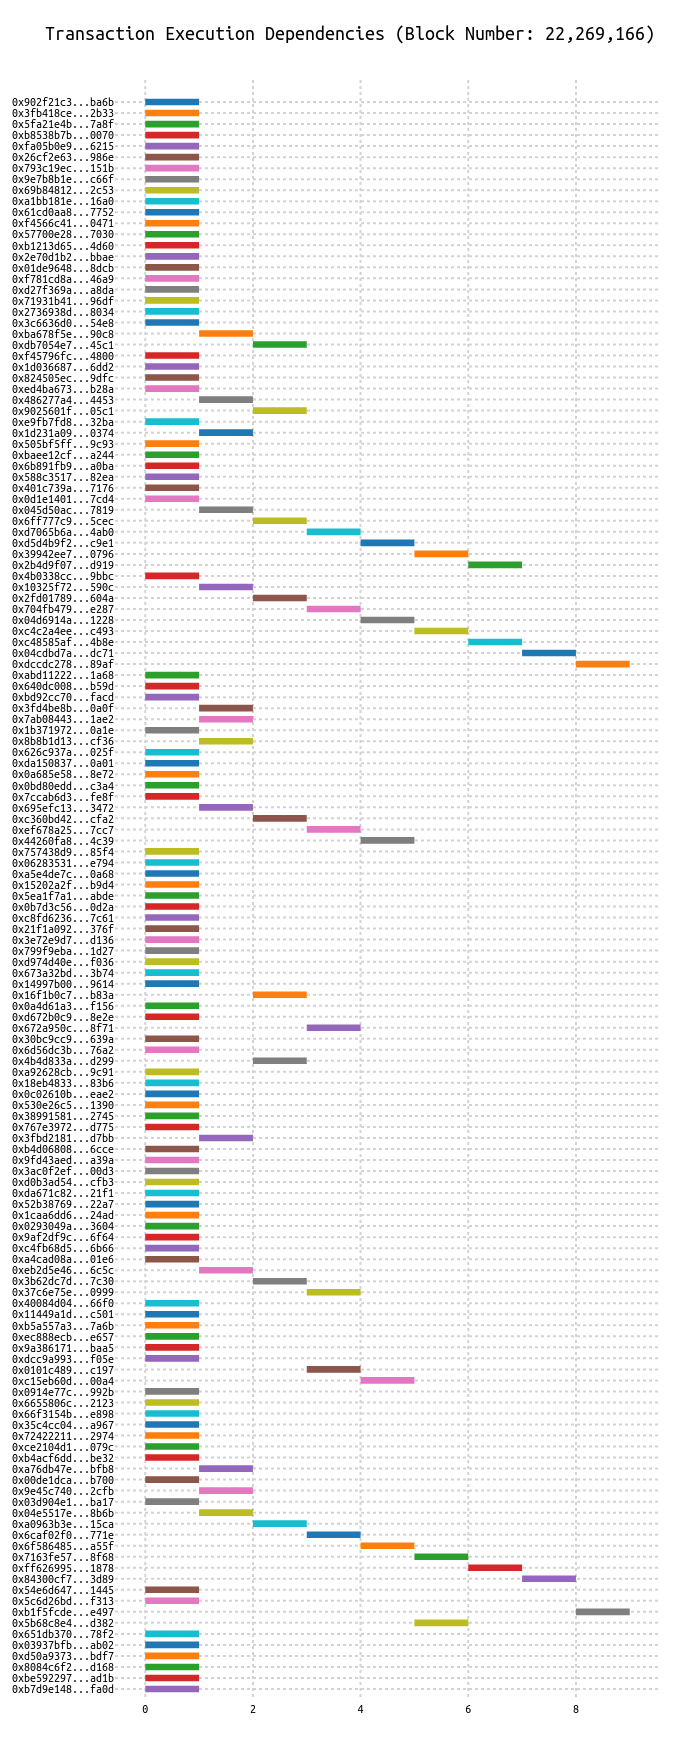 Transaction Execution Dependencies (Block Number: 22,269,166)
0x902f21c3...ba6b
0x3fb418ce...2b33
0x5fa21e4b...7a8f
0xb8538b7b...0070
0xfa05b0e9...6215
0x26cf2e63...986e
0x793c19ec...151b
0x9e7b8b1e...c66f
0x69b84812...2c53
0xa1bb181e...16a0
0x61cd0aa8...7752
0xf4566c41...0471
0x57700e28...7030
0xb1213d65...4d60
0x2e70d1b2...bbae
0x01de9648...8dcb
0xf781cd8a...46a9
0xd27f369a...a8da
0x71931b41...96df
0x2736938d...8034
0x3c6636d0...54e8
0xba678f5e...90c8
0xdb7054e7...45c1
0xf45796fc...4800
0x1d036687...6dd2
0x824505ec...9dfc
0xed4ba673...b28a
0x486277a4...4453
0x9025601f...05c1
0xe9fb7fd8...32ba
0x1d231a09...0374
0x505bf5ff...9c93
0xbaee12cf...a244
0x6b891fb9...a0ba
0x588c3517...82ea
0x401c739a...7176
0x0d1e1401...7cd4
0x045d50ac...7819
0x6ff777c9...5cec
0xd7065b6a...4ab0
0xd5d4b9f2...c9e1
0x39942ee7...0796
0x2b4d9f07...d919
0x4b0338cc...9bbc
0x10325f72...590c
0x2fd01789...604a
0x704fb479...e287
0x04d6914a...1228
0xc4c2a4ee...c493
0xc48585af...4b8e
0x04cdbd7a...dc71
0xdccdc278...89af
0xabd11222...1a68
0x640dc008...b59d
0xbd92cc70...facd
0x3fd4be8b...0a0f
0x7ab08443...1ae2
0x1b371972...0a1e
0x8b8b1d13...cf36
0x626c937a...025f
0xda150837...0a01
0x0a685e58...8e72
0x0bd80edd...c3a4
0x7ccab6d3...fe8f
0x695efc13...3472
0xc360bd42...cfa2
0xef678a25...7cc7
0x44260fa8...4c39
0x757438d9...85f4
0x06283531...e794
0xa5e4de7c...0a68
0x15202a2f...b9d4
0x5ea1f7a1...abde
0x0b7d3c56...0d2a
0xc8fd6236...7c61
0x21f1a092...376f
0x3e72e9d7...d136
0x799f9eba...1d27
0xd974d40e...f036
0x673a32bd...3b74
0x14997b00...9614
0x16f1b0c7...b83a
0x0a4d61a3...f156
0xd672b0c9...8e2e
0x672a950c...8f71
0x30bc9cc9...639a
0x6d56dc3b...76a2
0x4b4d833a...d299
0xa92628cb...9c91
0x18eb4833...83b6
0x0c02610b...eae2
0x530e26c5...1390
0x38991581...2745
0x767e3972...d775
0x3fbd2181...d7bb
0xb4d06808...6cce
0x9fd43aed...a39a
0x3ac0f2ef...00d3
0xd0b3ad54...cfb3
0xda671c82...21f1
0x52b38769...22a7
0x1caa6dd6...24ad
0x0293049a...3604
0x9af2df9c...6f64
0xc4fb68d5...6b66
0xa4cad08a...01e6
0xeb2d5e46...6c5c
0x3b62dc7d...7c30
0x37c6e75e...0999
0x40084d04...66f0
0x11449a1d...c501
0xb5a557a3...7a6b
0xec888ecb...e657
0x9a386171...baa5
0xdcc9a993...f05e
0x0101c489...c197
0xc15eb60d...00a4
0x0914e77c...992b
0x6655806c...2123
0x66f3154b...e898
0x35c4cc04...a967
0x72422211...2974
0xce2104d1...079c
0xb4acf6dd...be32
0xa76db47e...bfb8
0x00de1dca...b700
0x9e45c740...2cfb
0x03d904e1...ba17
0x04e5517e...8b6b
0xa0963b3e...15ca
0x6caf02f0...771e
0x6f586485...a55f
0x7163fe57...8f68
0xff626995...1878
0x84300cf7...3d89
0x54e6d647...1445
0x5c6d26bd...f313
0xb1f5fcde...e497
0x5b68c8e4...d382
0x651db370...78f2
0x03937bfb...ab02
0xd50a9373...bdf7
0x8084c6f2...d168
0xbe592297...ad1b
0xb7d9e148...fa0d
0 2 4 6 8